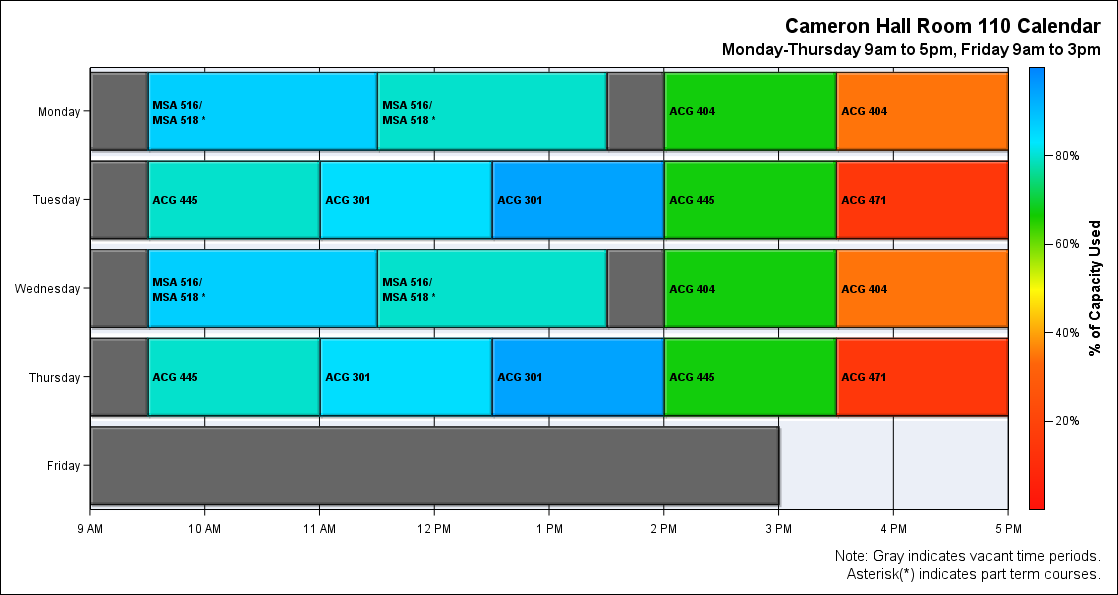 Cameron Hall Room 110 Calendar
Monday-Thursday 9am to 5pm, Friday 9am to 3pm
Monday
MSA 516/
MSA 518 *
MSA 516/
MSA 518 *
ACG 404
ACG 404
Tuesday
ACG 445
ACG 301
ACG 301
ACG 445
ACG 471
Wednesday
MSA 516/
MSA 518 *
MSA 516/
MSA 518 *
ACG 404
ACG 404
Thursday
ACG 445
ACG 301
ACG 301
ACG 445
ACG 471
Friday
9 AM
10 AM
11 AM
12 PM
1 PM
2 PM
3 PM
4 PM
5 PM
80%
60%
40%
20%
% of Capacity Used
Note: Gray indicates vacant time periods.
Asterisk(*) indicates part term courses.